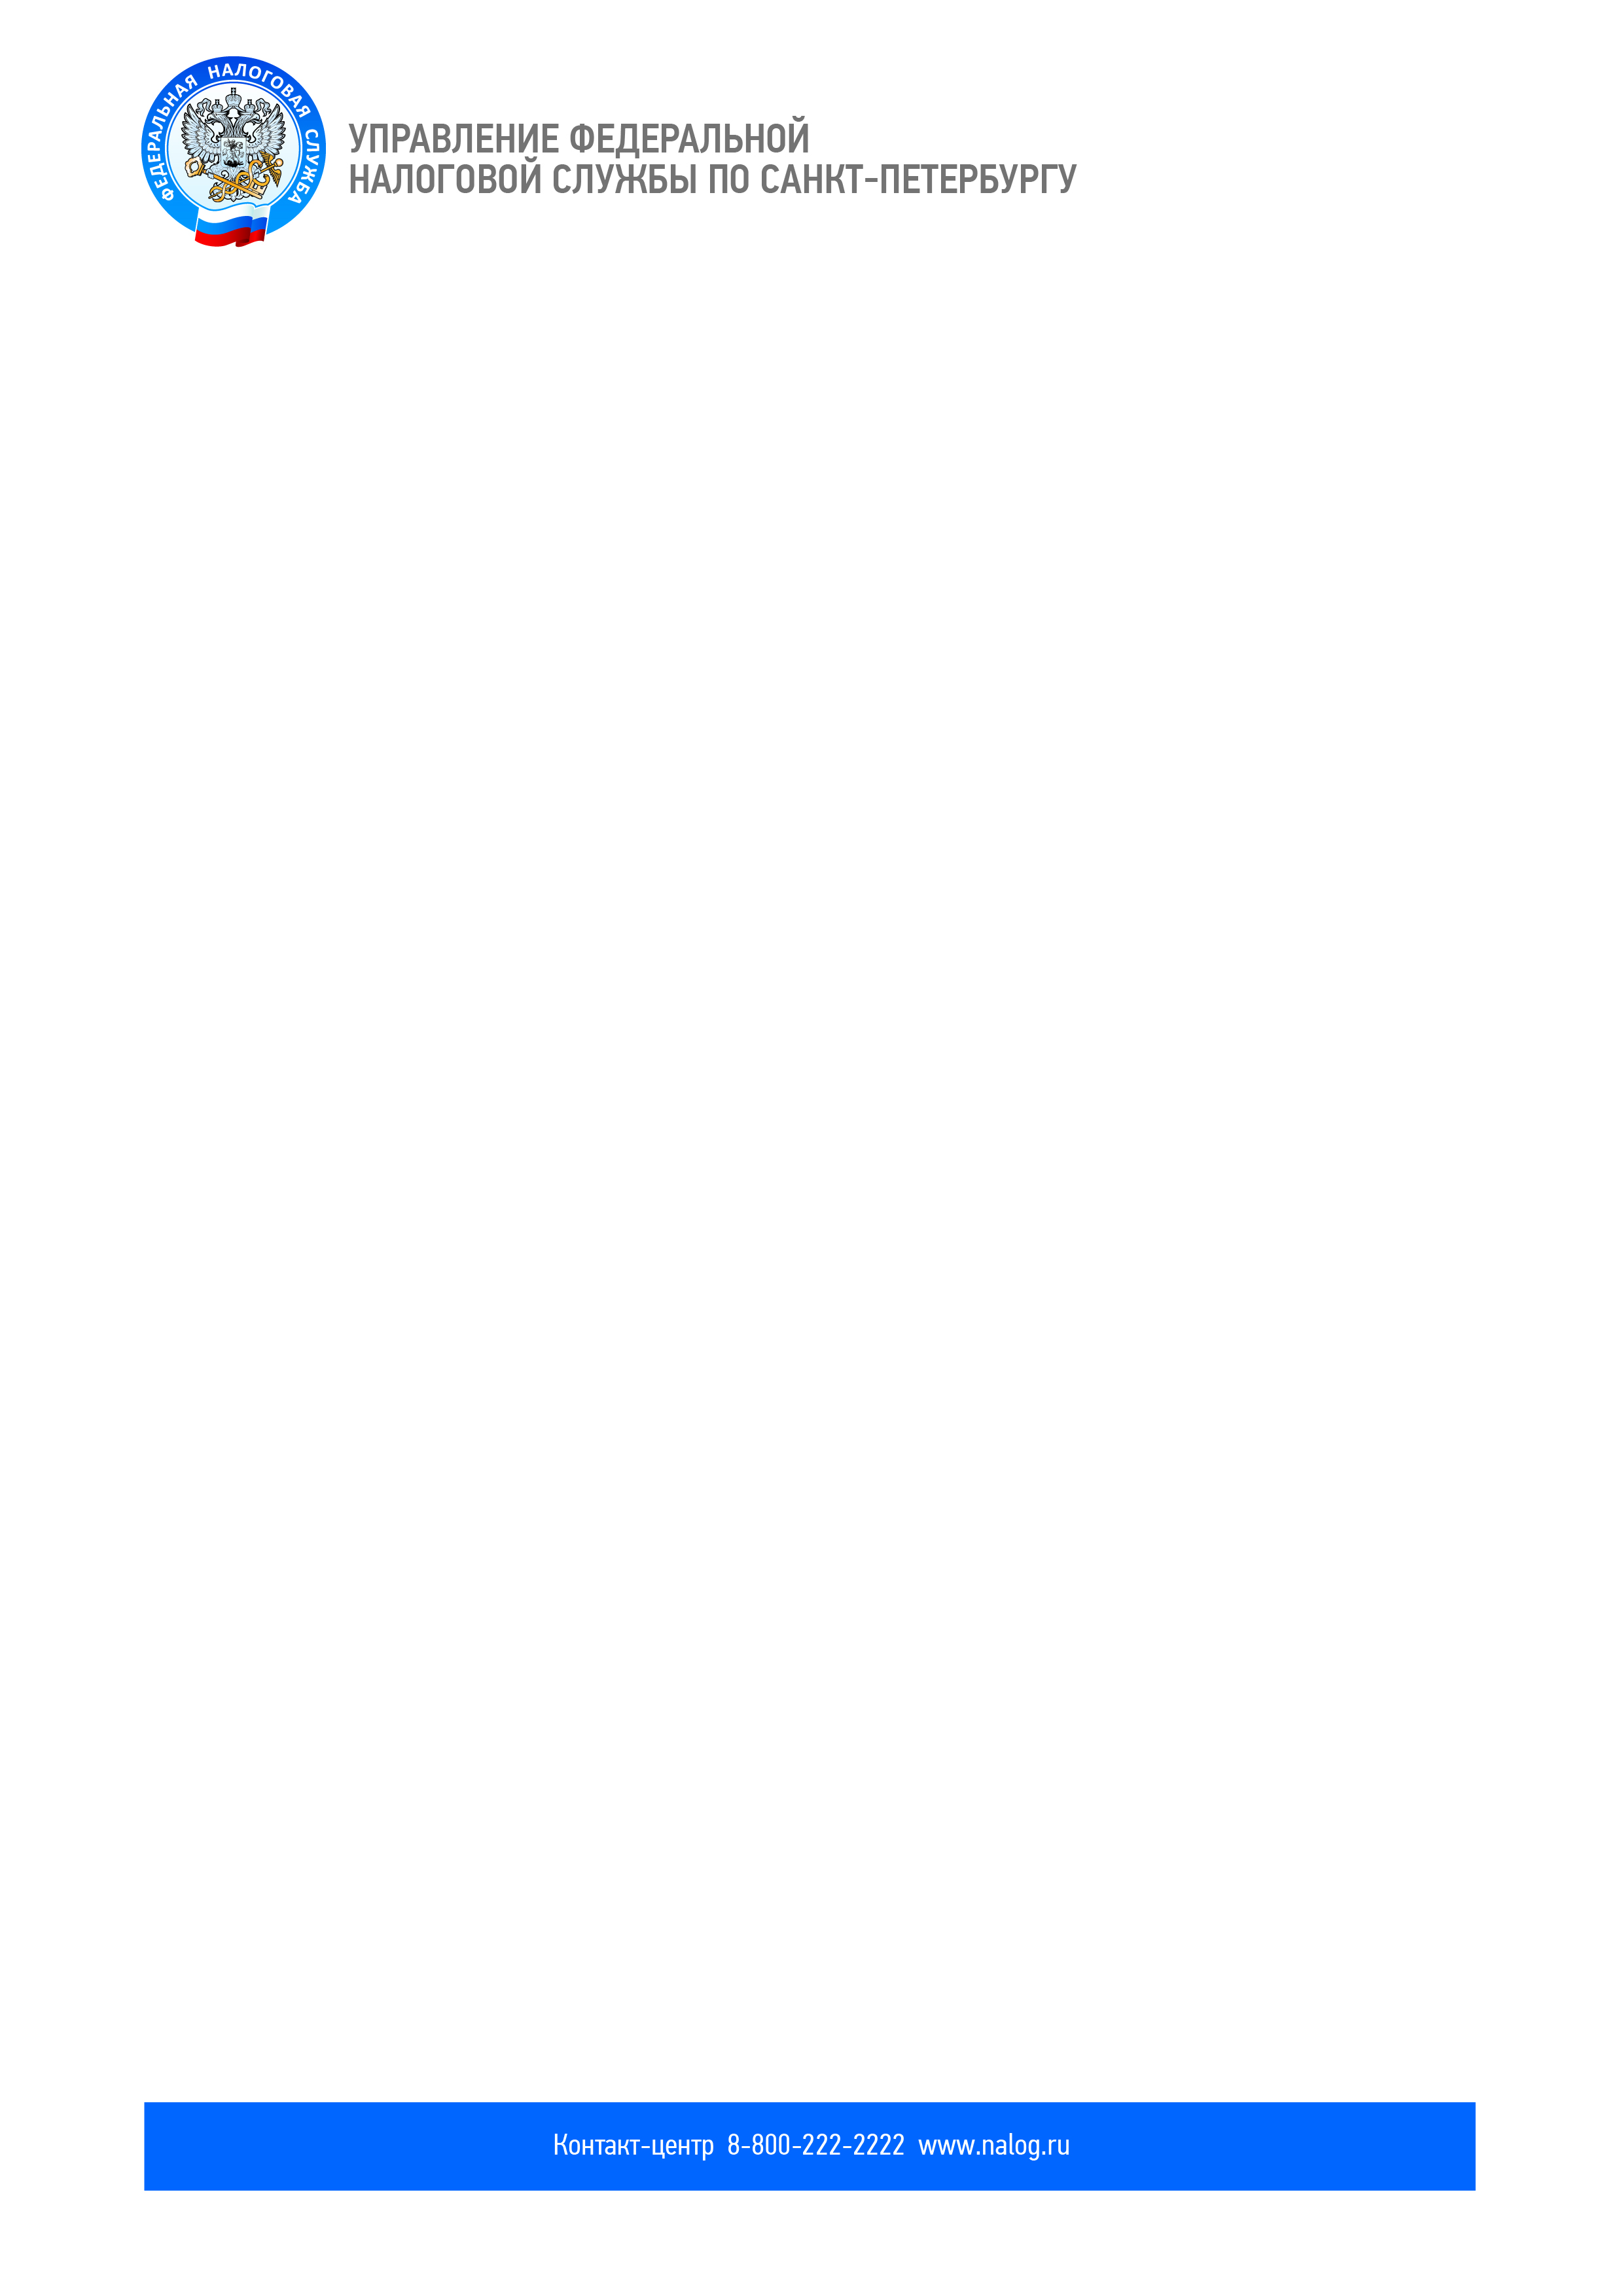 ФЕДЕРАЛЬНАЯ НАЛОГОВАЯ СЛУЖБА
УПРАВЛЕНИЕ ФЕДЕРАЛЬНОЙ
НАЛОГОВОЙ СЛУЖБЫ ПО САНКТ-ПЕТЕРБУРГУ
Контакт-центр 8-800-222-2222 www.nalog.ru